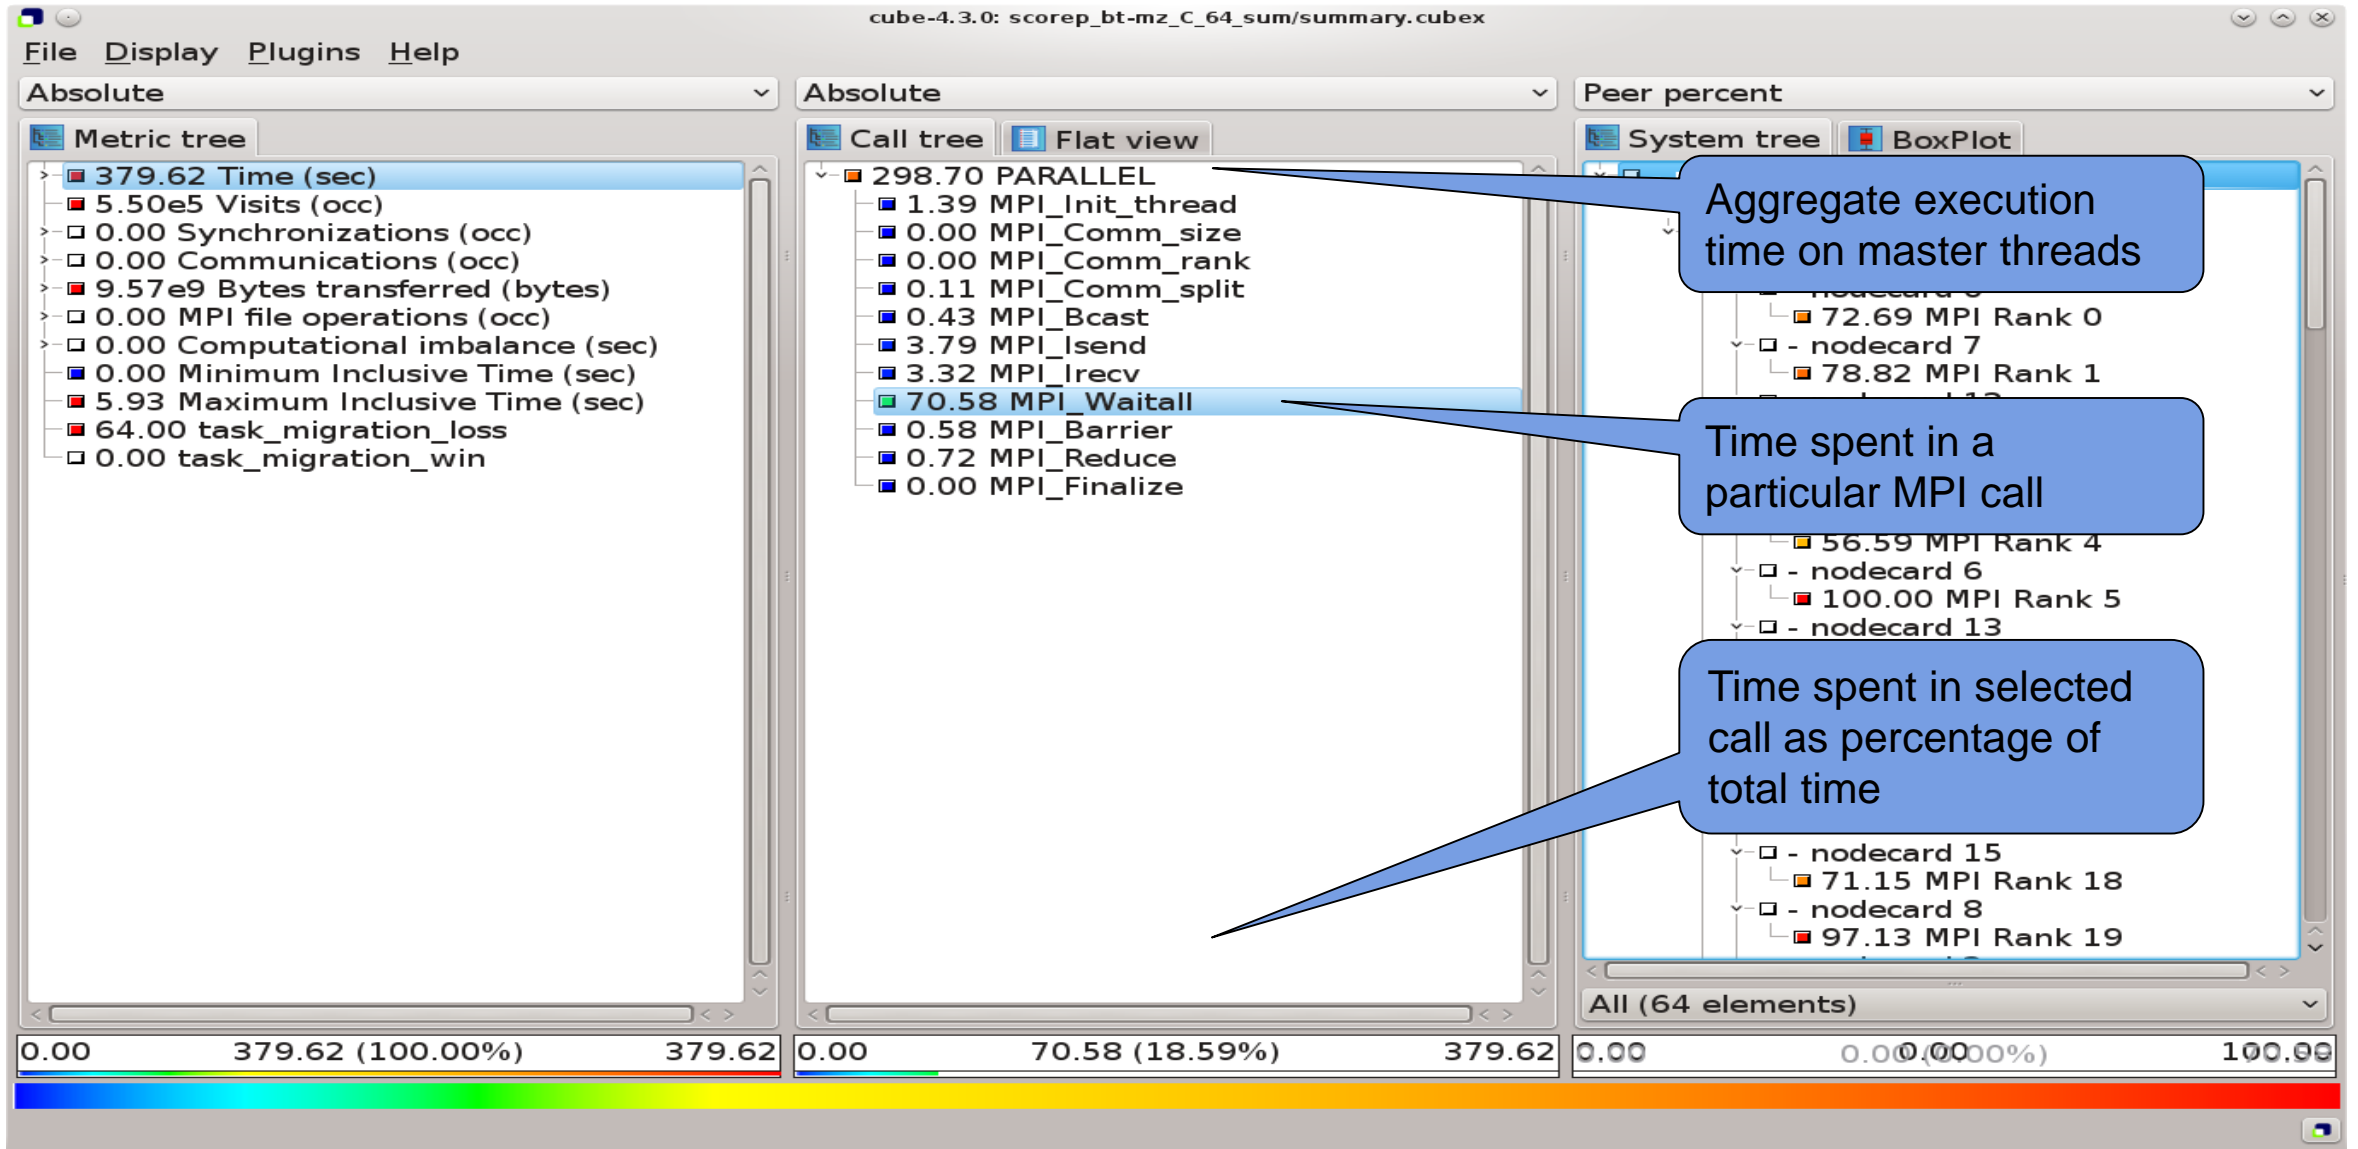 cube-4.3.0: scorep_bt-mz_C_64_sum/summary.cubex
File Display Plugins Help
Absolute
Metric tree
379.62 Time (sec)
5.50e5 Visits (occ)
0.00 Synchronizations (occ)
0.00 Communications (occ)
9.57e9 Bytes transferred (bytes)
0.00 MPI file operations (occ)
0.00 Computational imbalance (sec)
0.00 Minimum Inclusive Time (sec)
5.93 Maximum Inclusive Time (sec)
64.00 task_migration_loss
0.00 task_migration_win
0.00 379.62 (100.00%) 379.62
Absolute
Call tree Flat view
298.70 PARALLEL
1.39 MPI_Init_thread
0.00 MPI_Comm_size
0.00 MPI_Comm_rank
0.11 MPI_Comm_split
0.43 MPI_Bcast
3.79 MPI_Isend
3.32 MPI_Irecv
70.58 MPI_Waitall
0.58 MPI_Barrier
0.72 MPI_Reduce
0.00 MPI_Finalize
0.00 70.58 (18.59%) 379.62
Peer percent
System tree BoxPlot
Aggregate execution
time on master threads
72.69 MPI Rank 0
- nodecard 7
78.82 MPI Rank 1
Time spent in a
particular MPI call
56.59 MPI Rank 4
- nodecard 6
100.00 MPI Rank 5
- nodecard 13
Time spent in selected
call as percentage of
total time
- nodecard 15
71.15 MPI Rank 18
- nodecard 8
97.13 MPI Rank 19
All (64 elements)
0.00